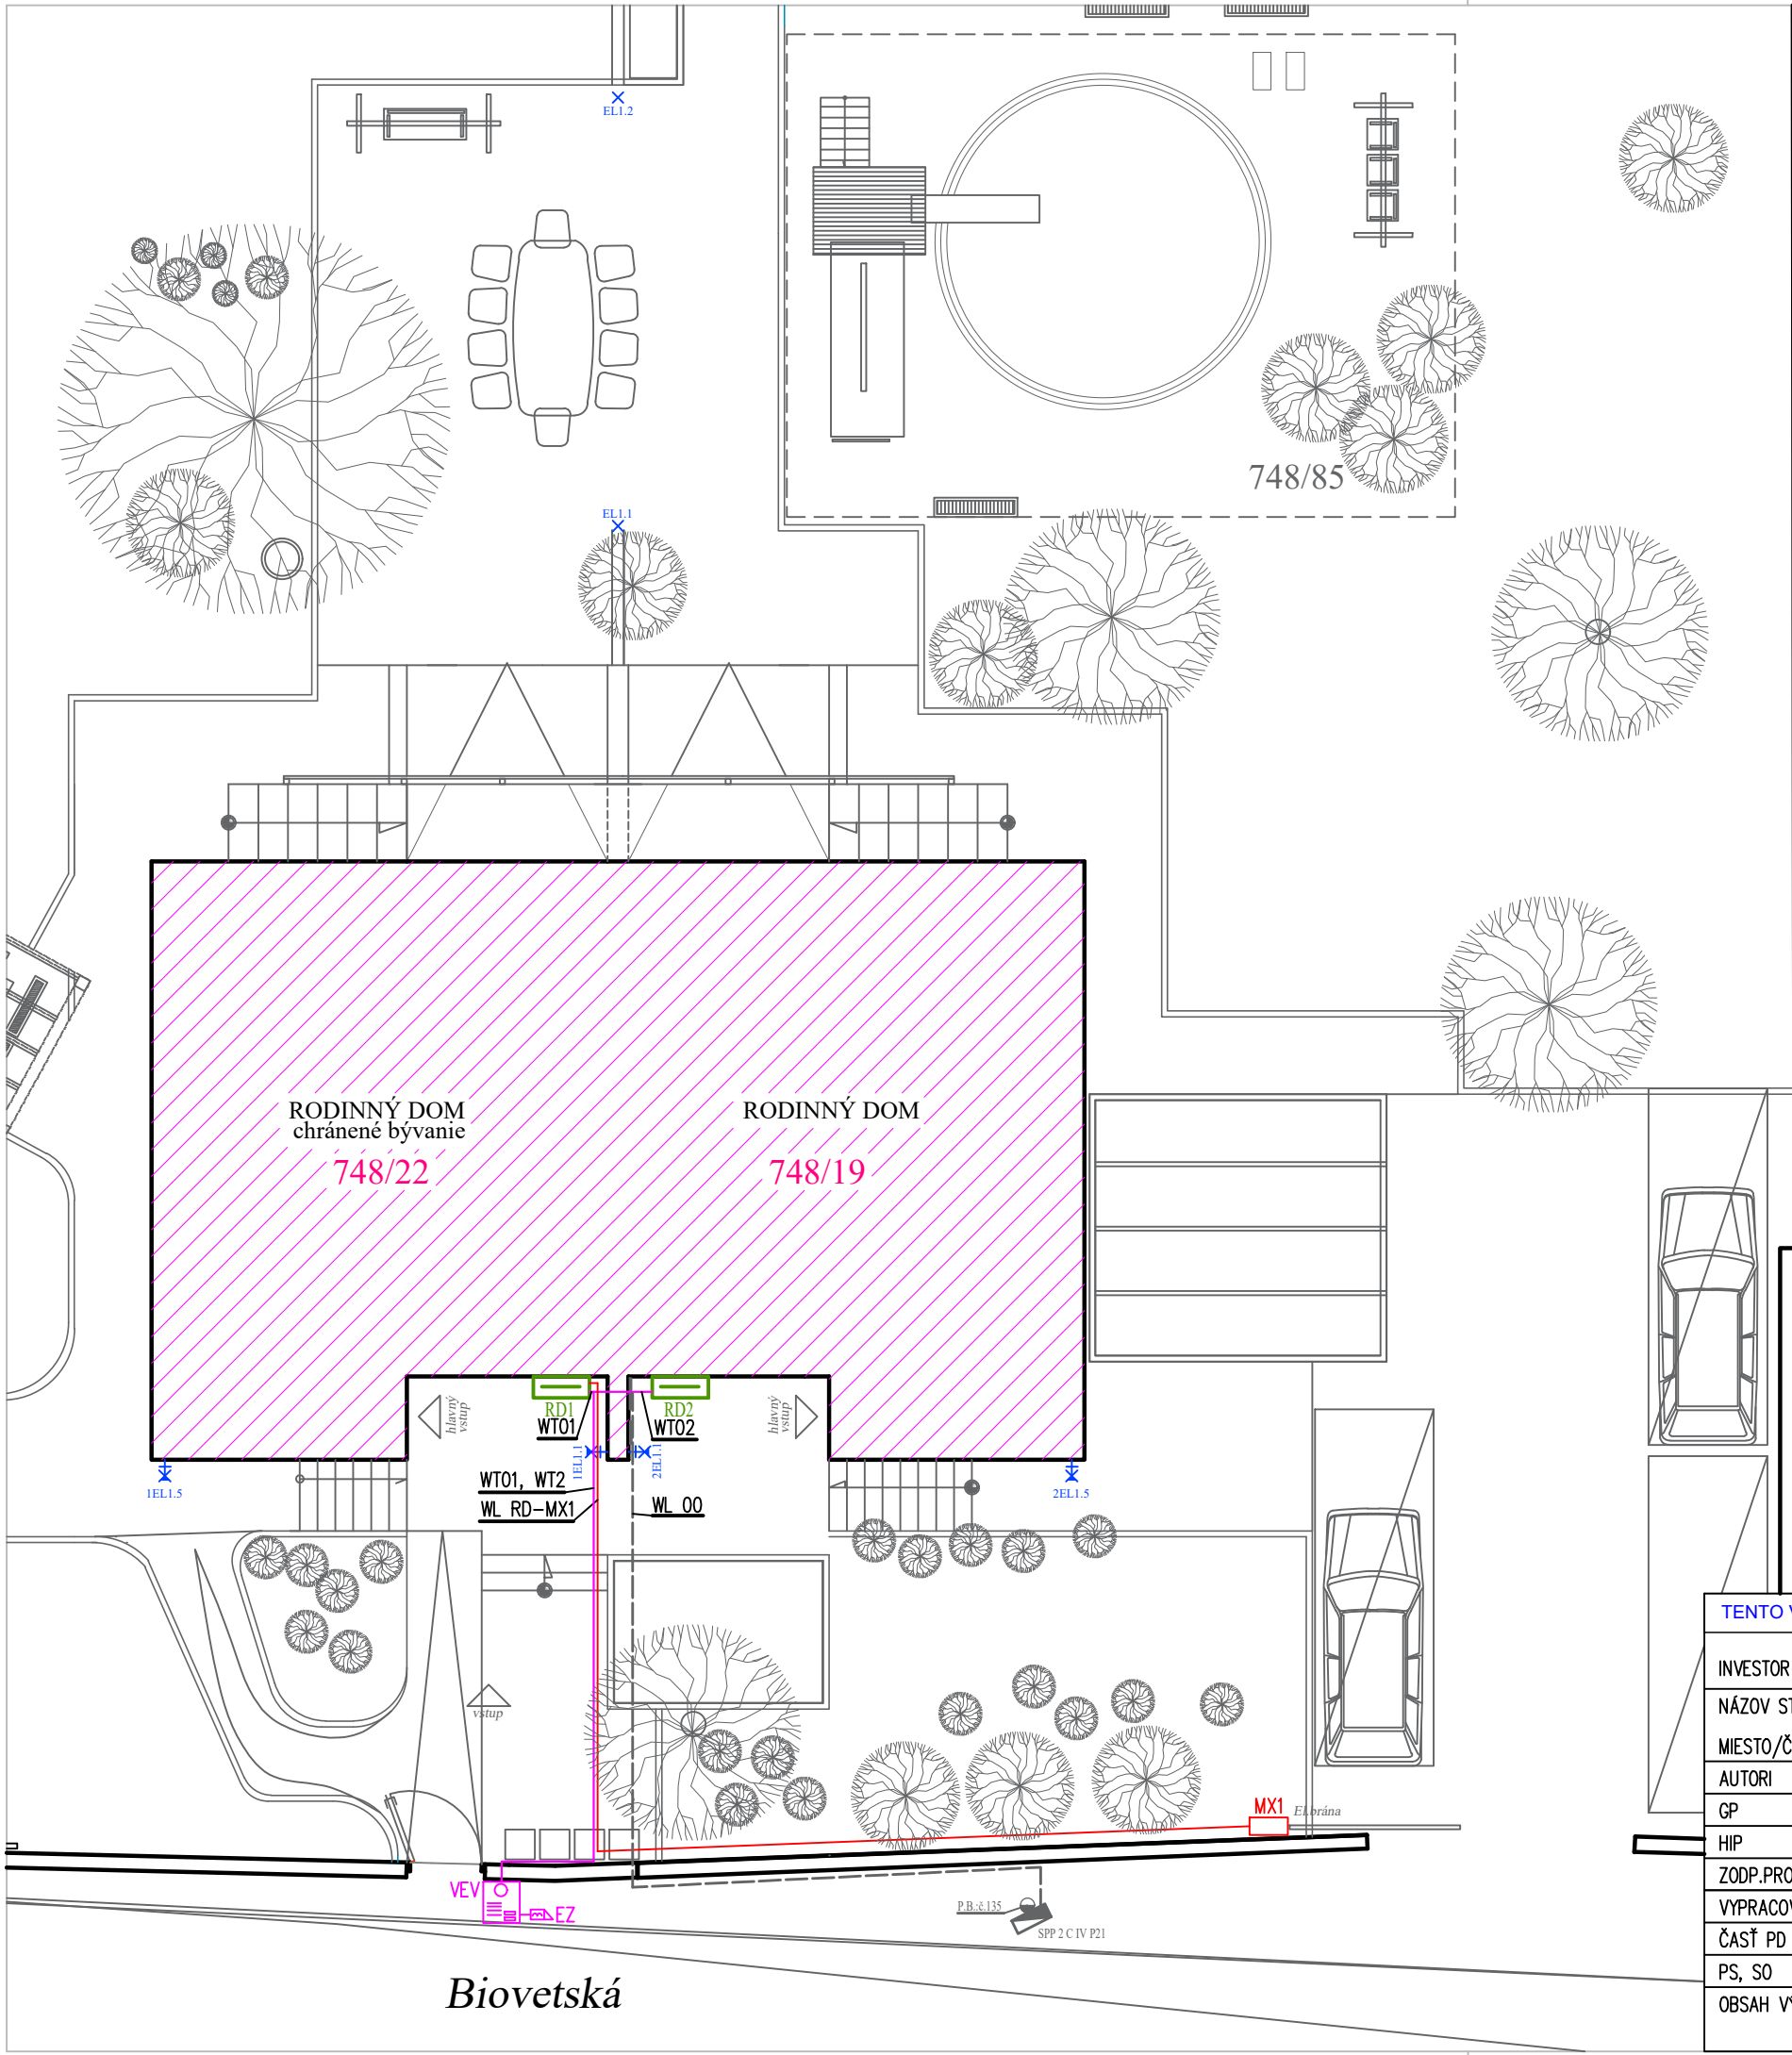 EL1.2
748/85
EL1.1
RODINNÝ DOM
chránené bývanie
748/22
RODINNÝ DOM
748/19
hlavný
vstup
RD1
WT01
RD2
WT02
hlavný
vstup
1EL1.1
2EL1.1
1EL1.5
2EL1.5
WT01, WT2
WL RD-MX1
WL 00
vstup
MX1
El.brána
VEV
EZ
P.B.:č.135
SPP 2 C IV P21
Biovetská
TENTO V
INVESTOR
NÁZOV ST
MIESTO/Č
AUTORI
GP
HIP
ZODP.PRO
VYPRACOV
ČASŤ PD
PS, SO
OBSAH VÝ